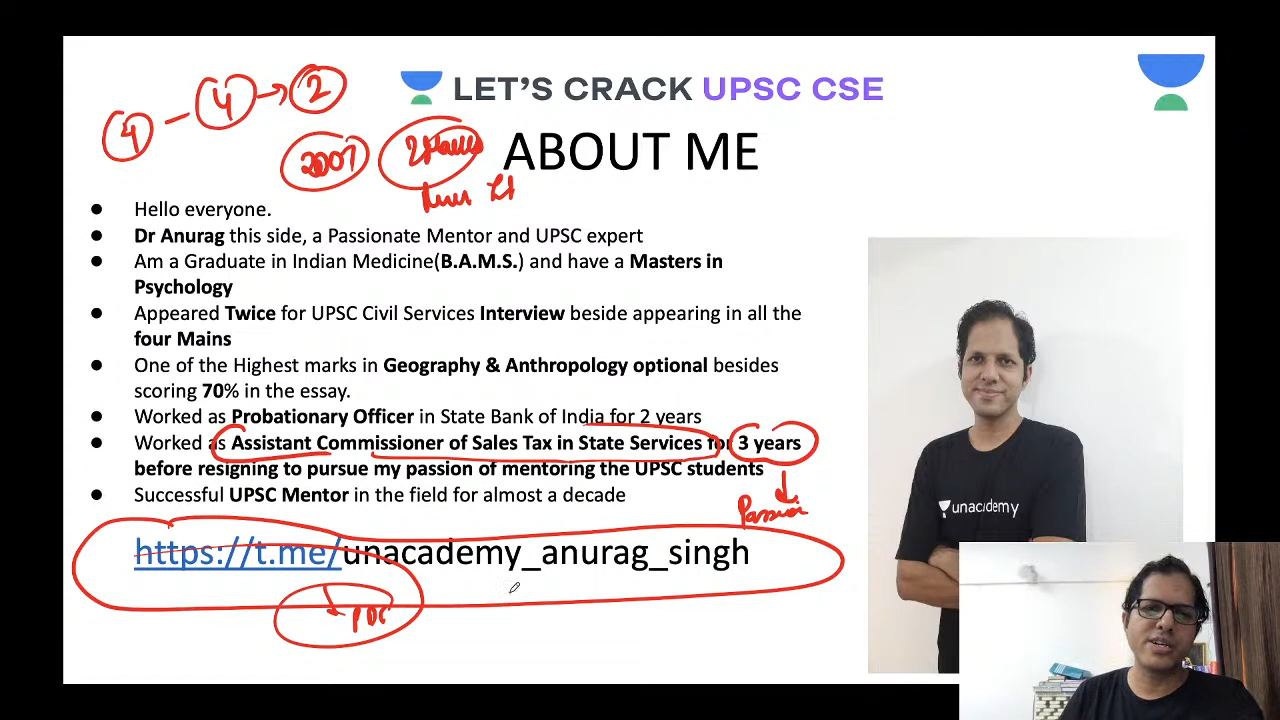 LET'S CRACK UPSC CSE
4 - 4 → 2
2007
ABOUT ME
● Hello everyone.
● Dr Anurag this side, a Passionate Mentor and UPSC expert
● Am a Graduate in Indian Medicine(B.A.M.S.) and have a Masters in
Psychology
● Appeared Twice for UPSC Civil Services Interview beside appearing in all the
four Mains
● One of the Highest marks in Geography & Anthropology optional besides
scoring 70% in the essay.
● Worked as Probationary Officer in State Bank of India for 2 years
● Worked as Assistant Commissioner of Sales Tax in State Services for 3 years
before resigning to pursue my passion of mentoring the UPSC students
● Successful UPSC Mentor in the field for almost a decade
Passion
https://t.me/unacademy_anurag_singh
unacademy